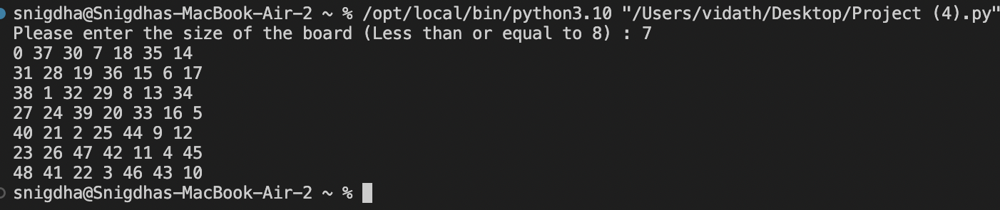 snigdha@Snigdhas-MacBook-Air-2 ~ % /opt/local/bin/python3.10 "/Users/vidath/Desktop/Project (4).py"
Please enter the size of the board (Less than or equal to 8) : 7
0 37 30 7 18 35 14
31 28 19 36 15 6 17
38 1 32 29 8 13 34
27 24 39 20 33 16 5
40 21 2 25 44 9 12
23 26 47 42 11 4 45
48 41 22 3 46 43 10
snigdha@Snigdhas-MacBook-Air-2 ~ %